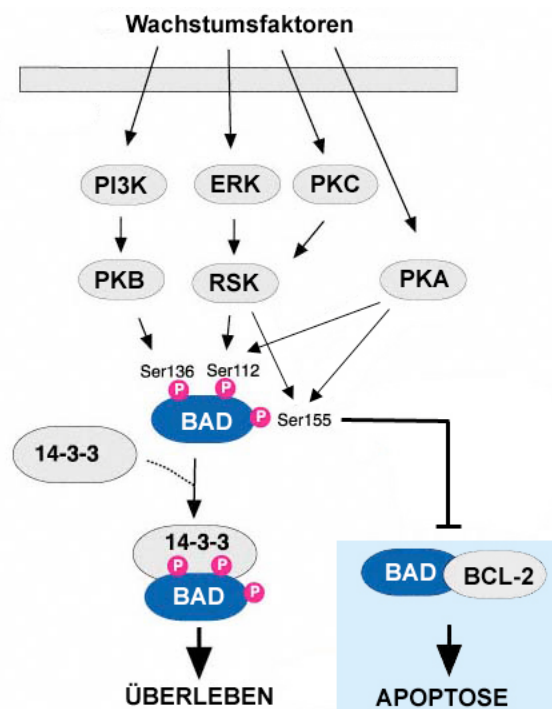 Wachstumsfaktoren
PI3K ERK PKC
PKB RSK PKA
Ser136 Ser112
P P
BAD P Ser155
14-3-3
14-3-3
P P
BAD P
BAD BCL-2
ÜBERLEBEN APOPTOSE